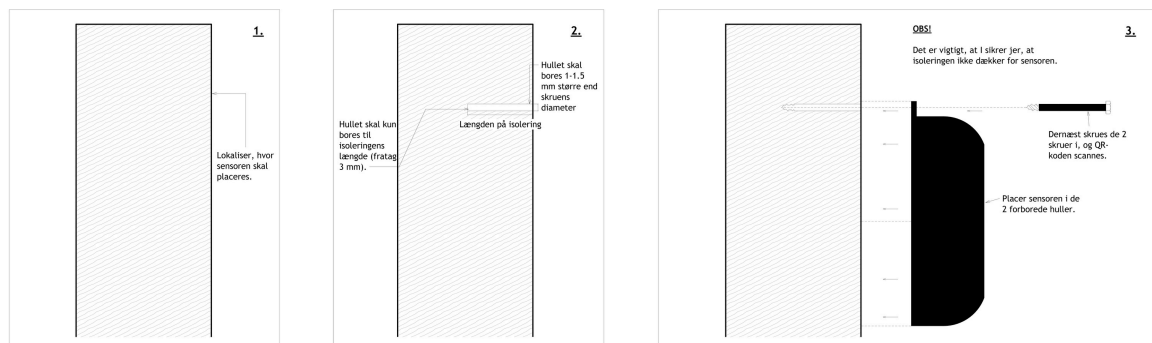 1.
Lokaliser, hvor
sensoren skal
placeres.
2.
Hullet skal
bores 1-1.5
mm større end
skruens
diameter
Hullet skal kun
bores til
isoleringens
længde (fratag
3 mm).
Længden på isolering
3.
OBS!
Det er vigtigt, at I sikrer jer, at
isoleringen ikke dækker for sensoren.
Dernæst skrues de 2
skruer i, og QR-
koden scannes.
Placer sensoren i de
2 forborede huller.